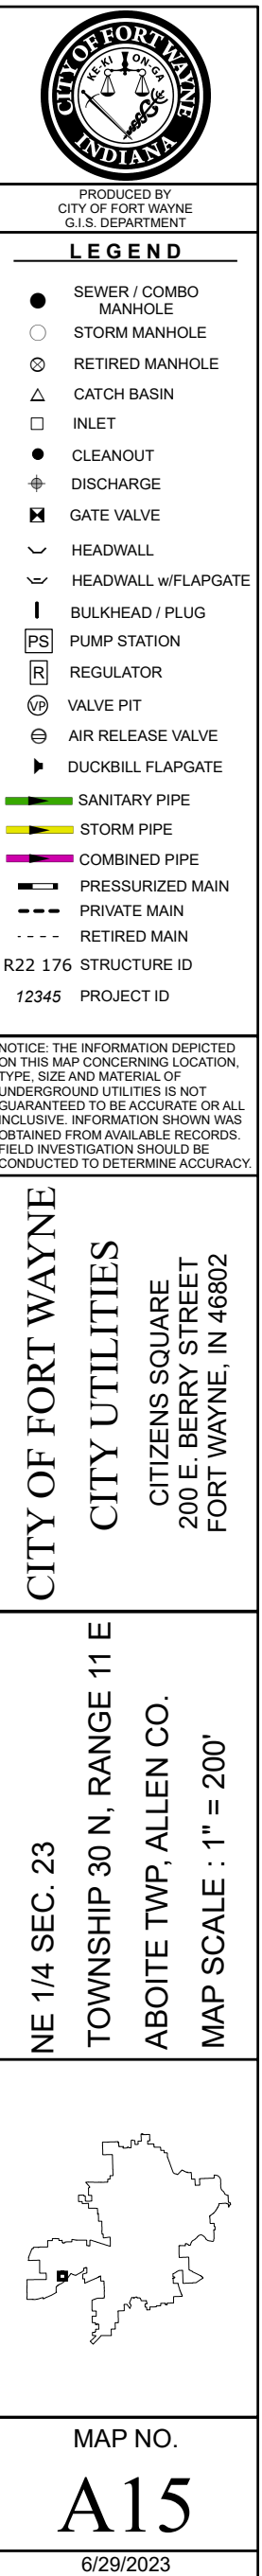 CITY OF FORT WAYNE
KE-KI ON-GA
INDIANA
PRODUCED BY
CITY OF FORT WAYNE
G.I.S. DEPARTMENT
LEGEND
SEWER / COMBO
MANHOLE
STORM MANHOLE
RETIRED MANHOLE
CATCH BASIN
INLET
CLEANOUT
DISCHARGE
GATE VALVE
HEADWALL
HEADWALL w/FLAPGATE
BULKHEAD / PLUG
PS PUMP STATION
R REGULATOR
VP VALVE PIT
AIR RELEASE VALVE
DUCKBILL FLAPGATE
SANITARY PIPE
STORM PIPE
COMBINED PIPE
PRESSURIZED MAIN
PRIVATE MAIN
RETIRED MAIN
R22 176 STRUCTURE ID
12345 PROJECT ID
NOTICE: THE INFORMATION DEPICTED
ON THIS MAP CONCERNING LOCATION,
TYPE, SIZE AND MATERIAL OF
UNDERGROUND UTILITIES IS NOT
GUARANTEED TO BE ACCURATE OR ALL
INCLUSIVE. INFORMATION SHOWN WAS
OBTAINED FROM AVAILABLE RECORDS.
FIELD INVESTIGATION SHOULD BE
CONDUCTED TO DETERMINE ACCURACY.
CITY OF FORT WAYNE
CITY UTILITIES
CITIZENS SQUARE
200 E. BERRY STREET
FORT WAYNE, IN 46802
NE 1/4 SEC. 23
TOWNSHIP 30 N, RANGE 11 E
ABOITE TWP, ALLEN CO.
MAP SCALE : 1" = 200'
MAP NO.
A15
6/29/2023